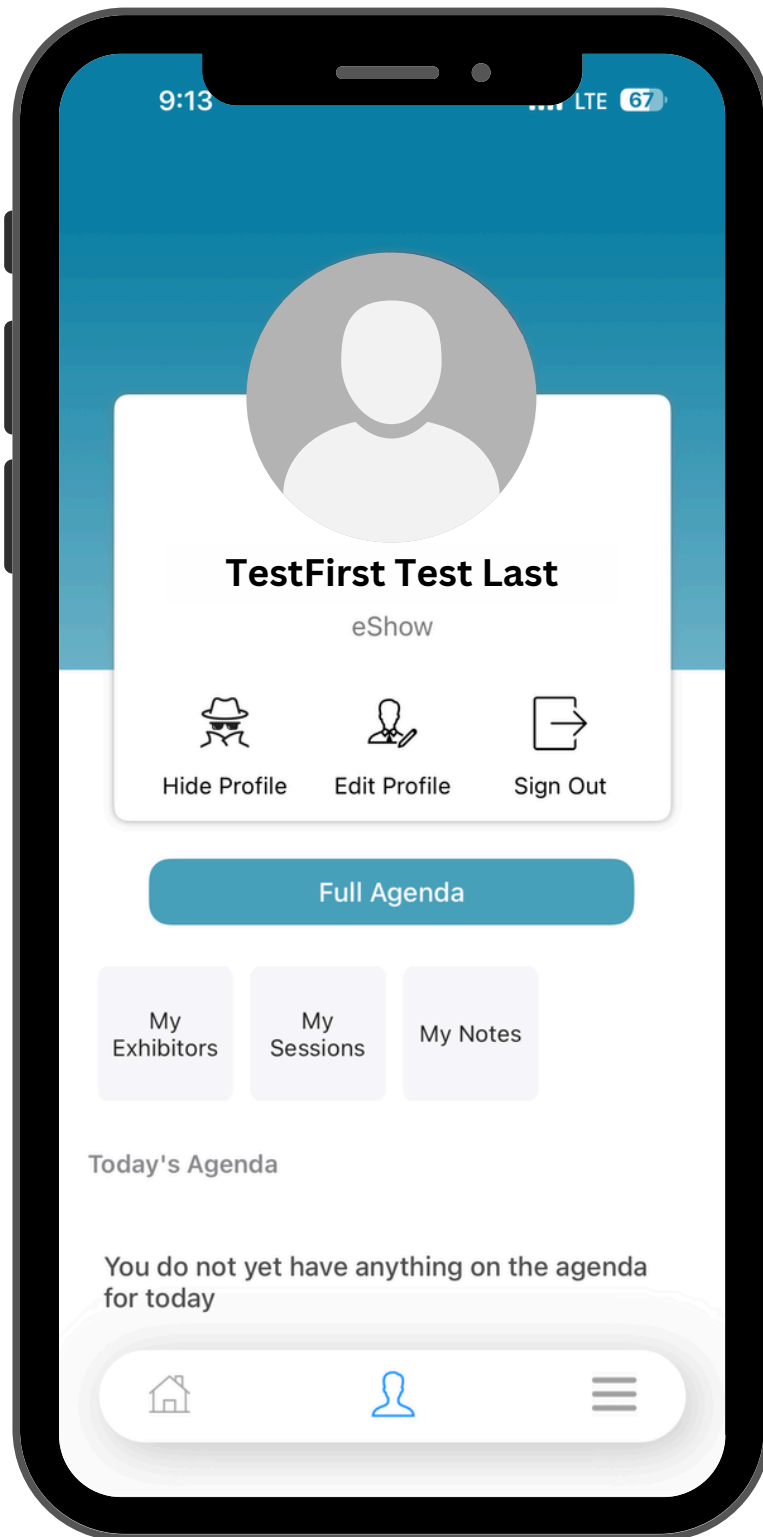 9:13 LTE 67
TestFirst Test Last
eShow
Hide Profile Edit Profile Sign Out
Full Agenda
My
Exhibitors
My
Sessions
My Notes
Today's Agenda
You do not yet have anything on the agenda
for today